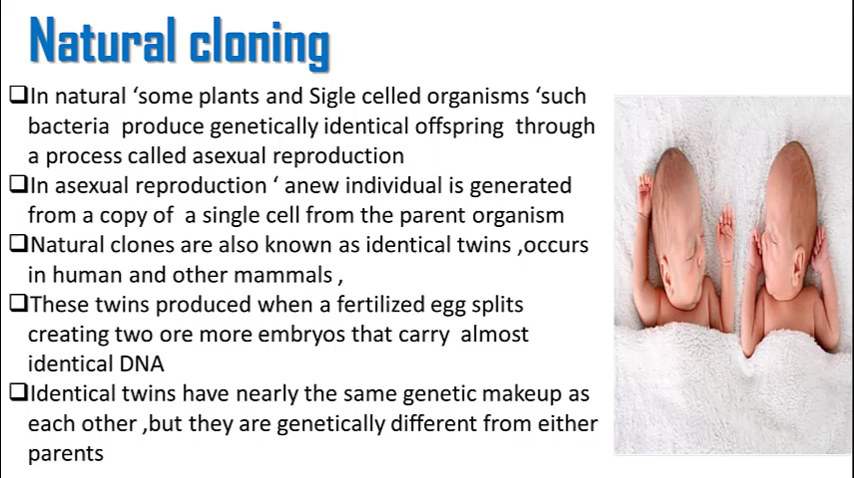 Natural cloning
❑In natural ‘some plants and Sigle celled organisms ‘such
bacteria produce genetically identical offspring through
a process called asexual reproduction
❑In asexual reproduction ‘ anew individual is generated
from a copy of a single cell from the parent organism
❑Natural clones are also known as identical twins ,occurs
in human and other mammals ,
❑These twins produced when a fertilized egg splits
creating two ore more embryos that carry almost
identical DNA
❑Identical twins have nearly the same genetic makeup as
each other ,but they are genetically different from either
parents